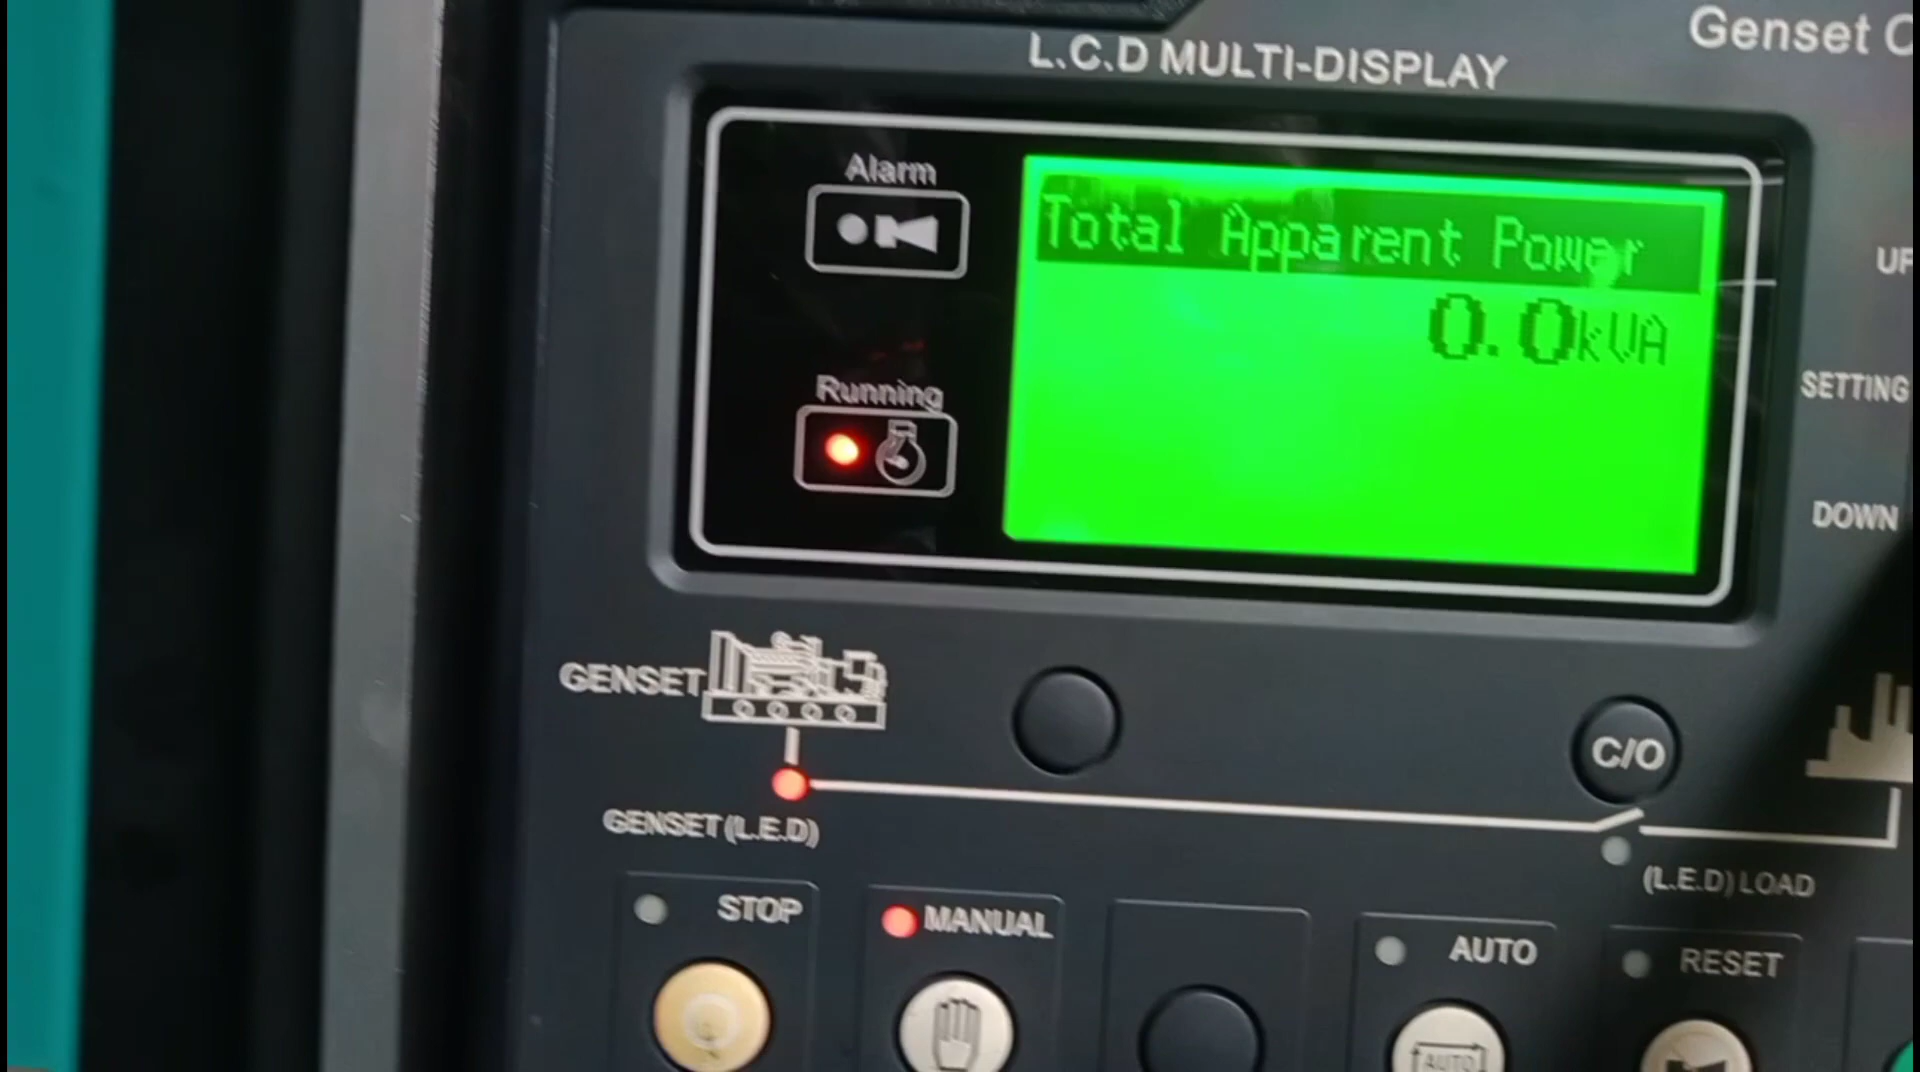 Genset C
L.C.D MULTI-DISPLAY
Alarm
Total Apparent Power
0.0kVA
UP
Running
SETTING
DOWN
GENSET
C/O
GENSET (L.E.D)
(L.E.D) LOAD
STOP
MANUAL
AUTO
RESET
AUTO